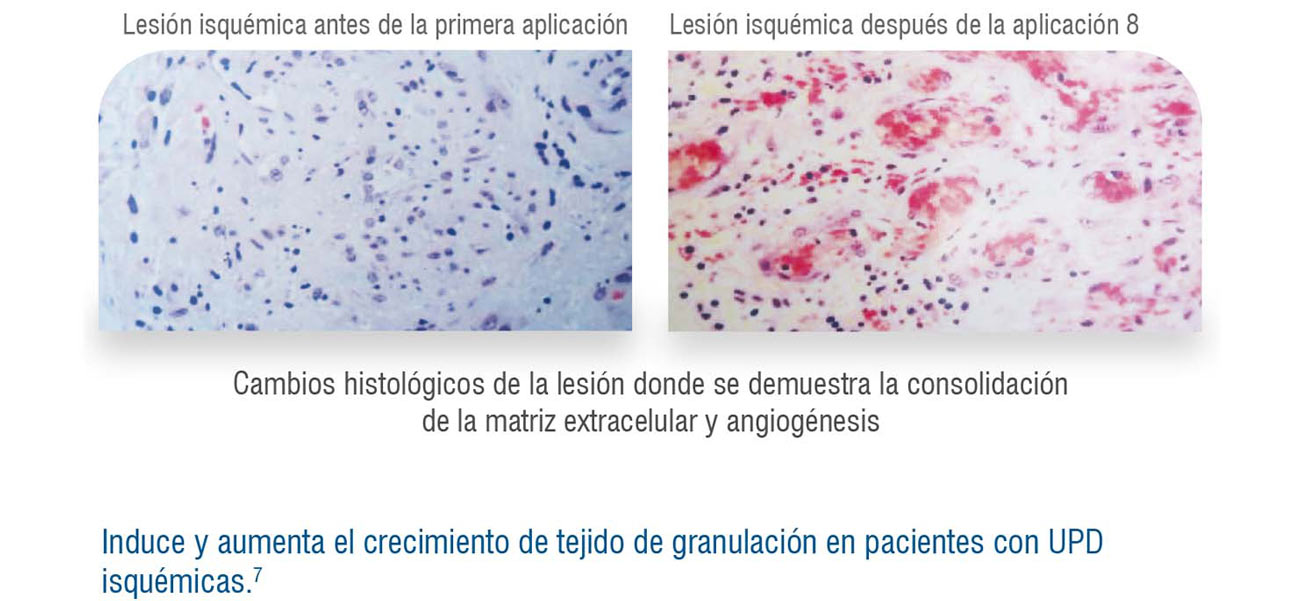 Lesión isquémica antes de la primera aplicación
Lesión isquémica después de la aplicación 8
Cambios histológicos de la lesión donde se demuestra la consolidación
de la matriz extracelular y angiogénesis
Induce y aumenta el crecimiento de tejido de granulación en pacientes con UPD
isquémicas.7